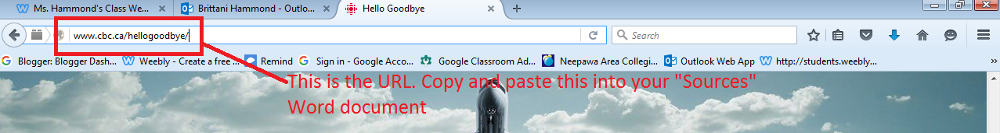 Ms. Hammond's Class We... Brittani Hammond - Outlo... Hello Goodbye
www.cbc.ca/hellogoodbye/ Search
Blogger: Blogger Dash... Weebly - Create a free ... Remind Sign in - Google Acco... Google Classroom Ad... Neepawa Area Collegi... Outlook Web App http://students.weebly...
This is the URL. Copy and paste this into your "Sources"
Word document